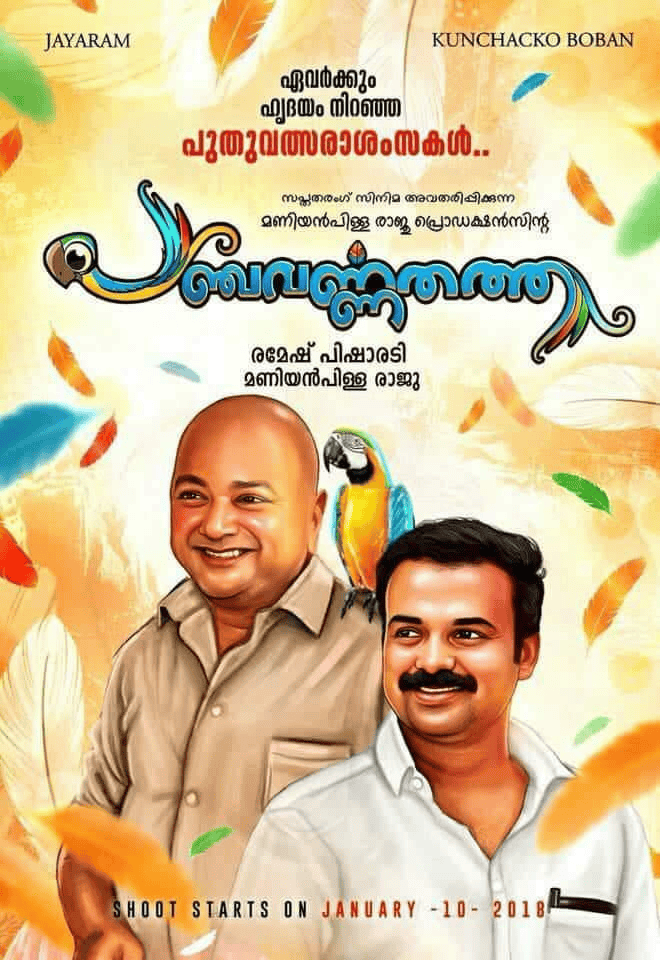 JAYARAM
KUNCHACKO BOBAN
ഏവർക്കും
ഹൃദയം നിറഞ്ഞ
പുതുവത്സരാശംസകൾ..
സപ്തതരംഗ് സിനിമ അവതരിപ്പിക്കുന്ന
മണിയൻപിള്ള രാജു പ്രൊഡക്ഷൻസിന്റ
പഞ്ചവർണ്ണതത്ത
രമേഷ് പിഷാരടി
മണിയൻപിള്ള രാജു
SHOOT STARTS ON JANUARY -10- 2018